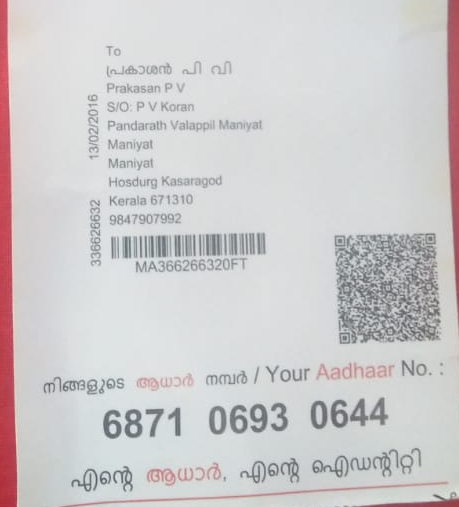 To
പ്രകാശൻ പി വി
Prakasan P V
S/O: P V Koran
Pandarath Valappil Maniyat
Maniyat
Maniyat
Hosdurg Kasaragod
Kerala 671310
9847907992
13/02/2016
336626632
MA366266320FT
നിങ്ങളുടെ ആധാർ നമ്പർ / Your Aadhaar No. :
6871 0693 0644
എന്റെ ആധാർ, എന്റെ ഐഡന്റിറ്റി